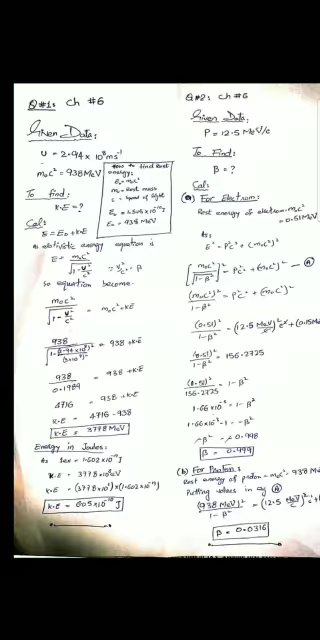 Q#1: Ch #6
Given Data:
U = 2.94 × 10⁸ ms⁻¹
m₀c² = 938 MeV
To find:
K.E = ?
Cal:
E = E₀ + K.E
How to find Rest
energy:
E₀ = m₀c²
m₀ = Rest mass
c = speed of light
E₀ = 938 MeV
As relativistic energy equation is
E = m₀c² / √(1 - v²/c²) ∵ v/c = β
So equation become
m₀c² / √(1 - v²/c²) = m₀c² + K.E
938 / √(1 - (2.94×10⁸)² / (3×10⁸)²) = 938 + K.E
938 / 0.1989 = 938 + K.E
4716 = 938 + K.E
K.E = 4716 - 938
K.E = 3778 MeV
Energy in Joules:
As 1ev = 1.602×10⁻¹⁹ J
K.E = 3778×10⁶ eV
K.E = (3778×10⁶)(1.602×10⁻¹⁹)
K.E = 605×10⁻¹² J
Q#2: Ch #6
Given Data:
P = 12.5 MeV/c
To Find:
β = ?
Cal:
(a) For Electron:
Rest energy of electron = m₀c²
= 0.51 MeV
As:
E² = P²c² + (m₀c²)²
[m₀c² / √(1 - β²)]² = P²c² + (m₀c²)² — (A)
(m₀c²)² / 1 - β² = P²c² + (m₀c²)²
(0.51)² / 1 - β² = (12.5 MeV/c)² c² + (0.51 Me
(0.51)² / 1 - β² = 156.2725
(0.51)² / 156.2725 = 1 - β²
1.66×10⁻³ = 1 - β²
1.66×10⁻³ - 1 = - β²
-β² = -0.998
β = 0.999
(b) For Proton:
Rest energy of proton = m₀c² = 938 M
Putting values in eq (A)
(938 MeV)² / 1 - β² = (12.5 MeV/c)² c² +
β = 0.0316